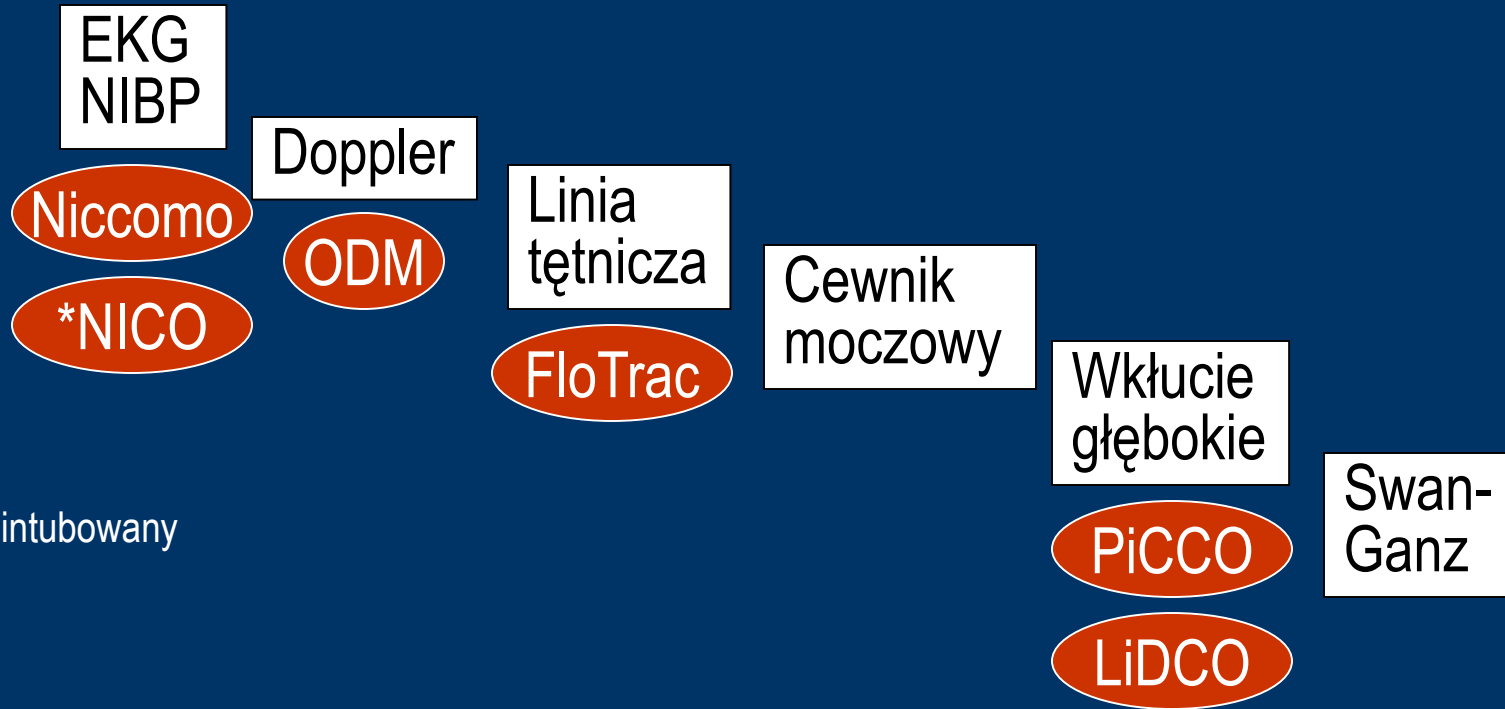 EKG
NIBP
Niccomo
*NICO
Doppler
ODM
Linia
tętnicza
FloTrac
Cewnik
moczowy
Wkłucie
głębokie
PiCCO
LiDCO
Swan-
Ganz
intubowany